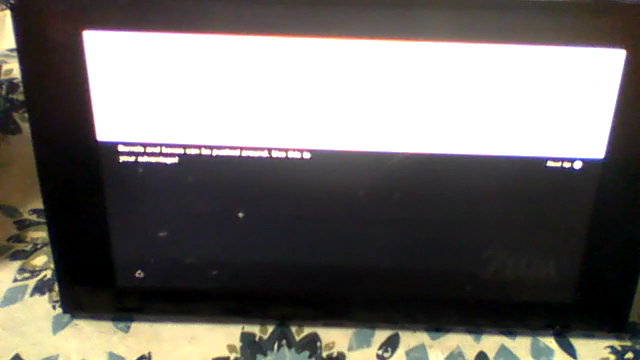 Barrels and boxes can be pushed around. Use this to
your advantage!
Next tip